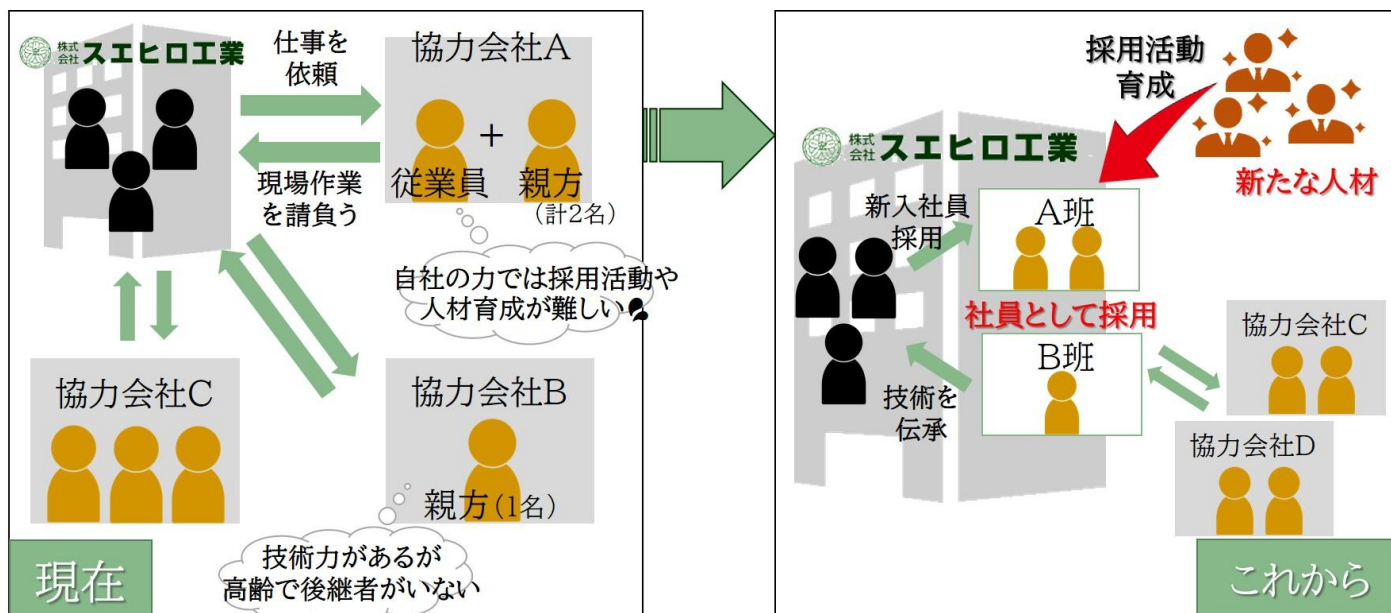 株式会社スエヒロ工業
仕事を
依頼
協力会社A
+
従業員
親方
(計2名)
現場作業
を請負う
自社の力では採用活動や
人材育成が難しい
協力会社C
協力会社B
親方(1名)
技術力があるが
高齢で後継者がいない
現在
採用活動
育成
新たな人材
株式会社スエヒロ工業
新入社員
採用
A班
社員として採用
B班
技術を
伝承
協力会社C
協力会社D
これから